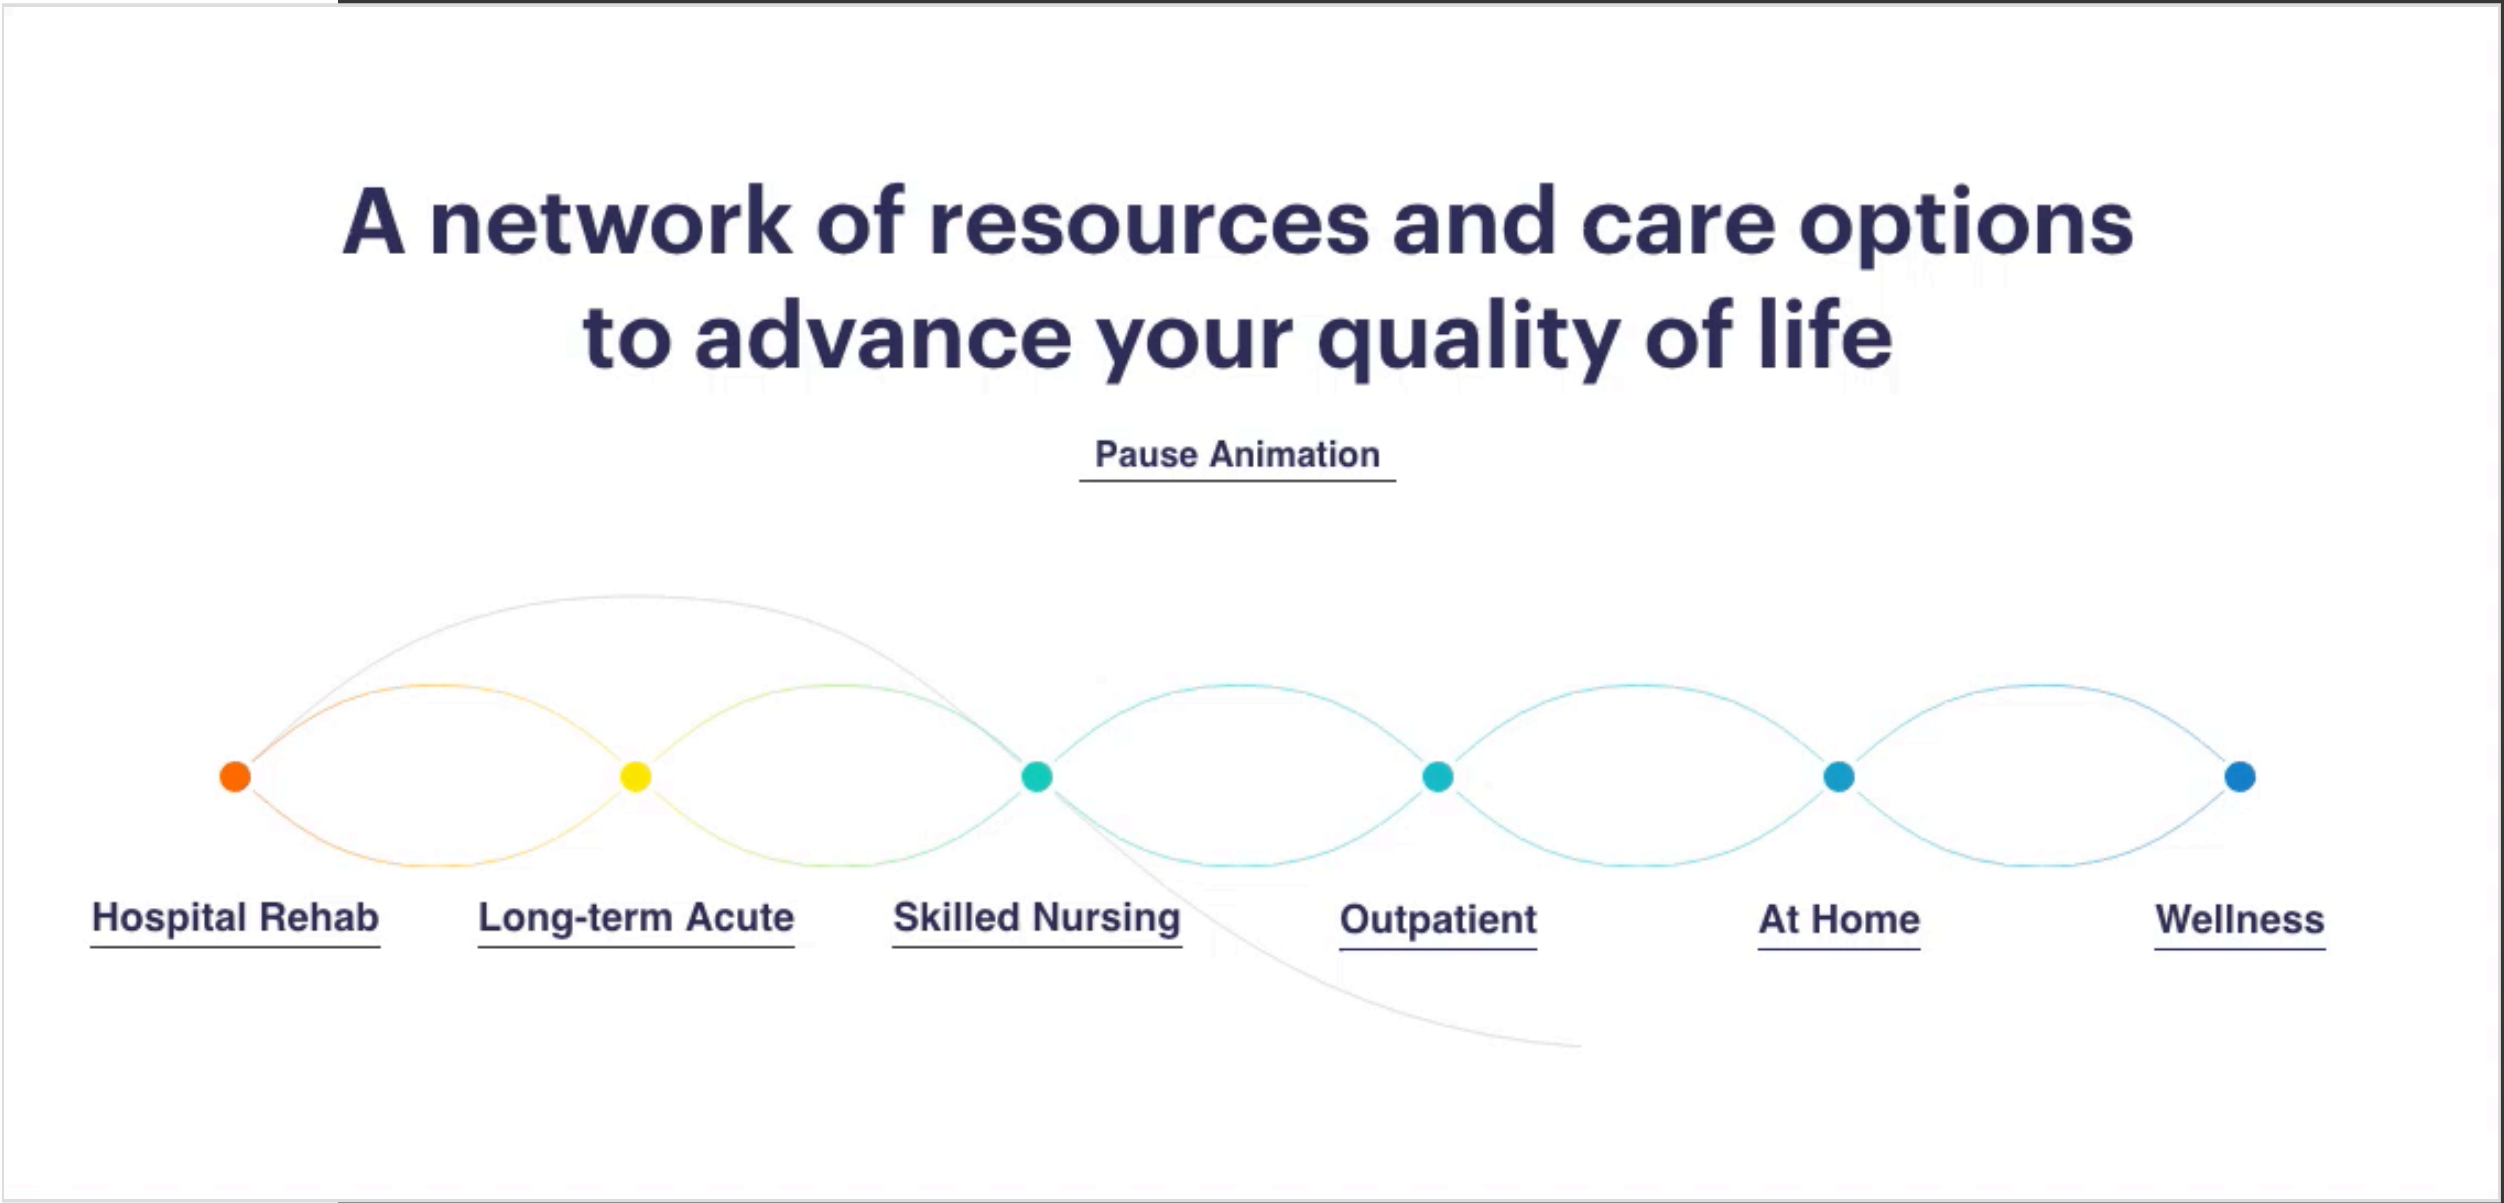 A network of resources and care options
to advance your quality of life
Pause Animation
Hospital Rehab
Long-term Acute
Skilled Nursing
Outpatient
At Home
Wellness